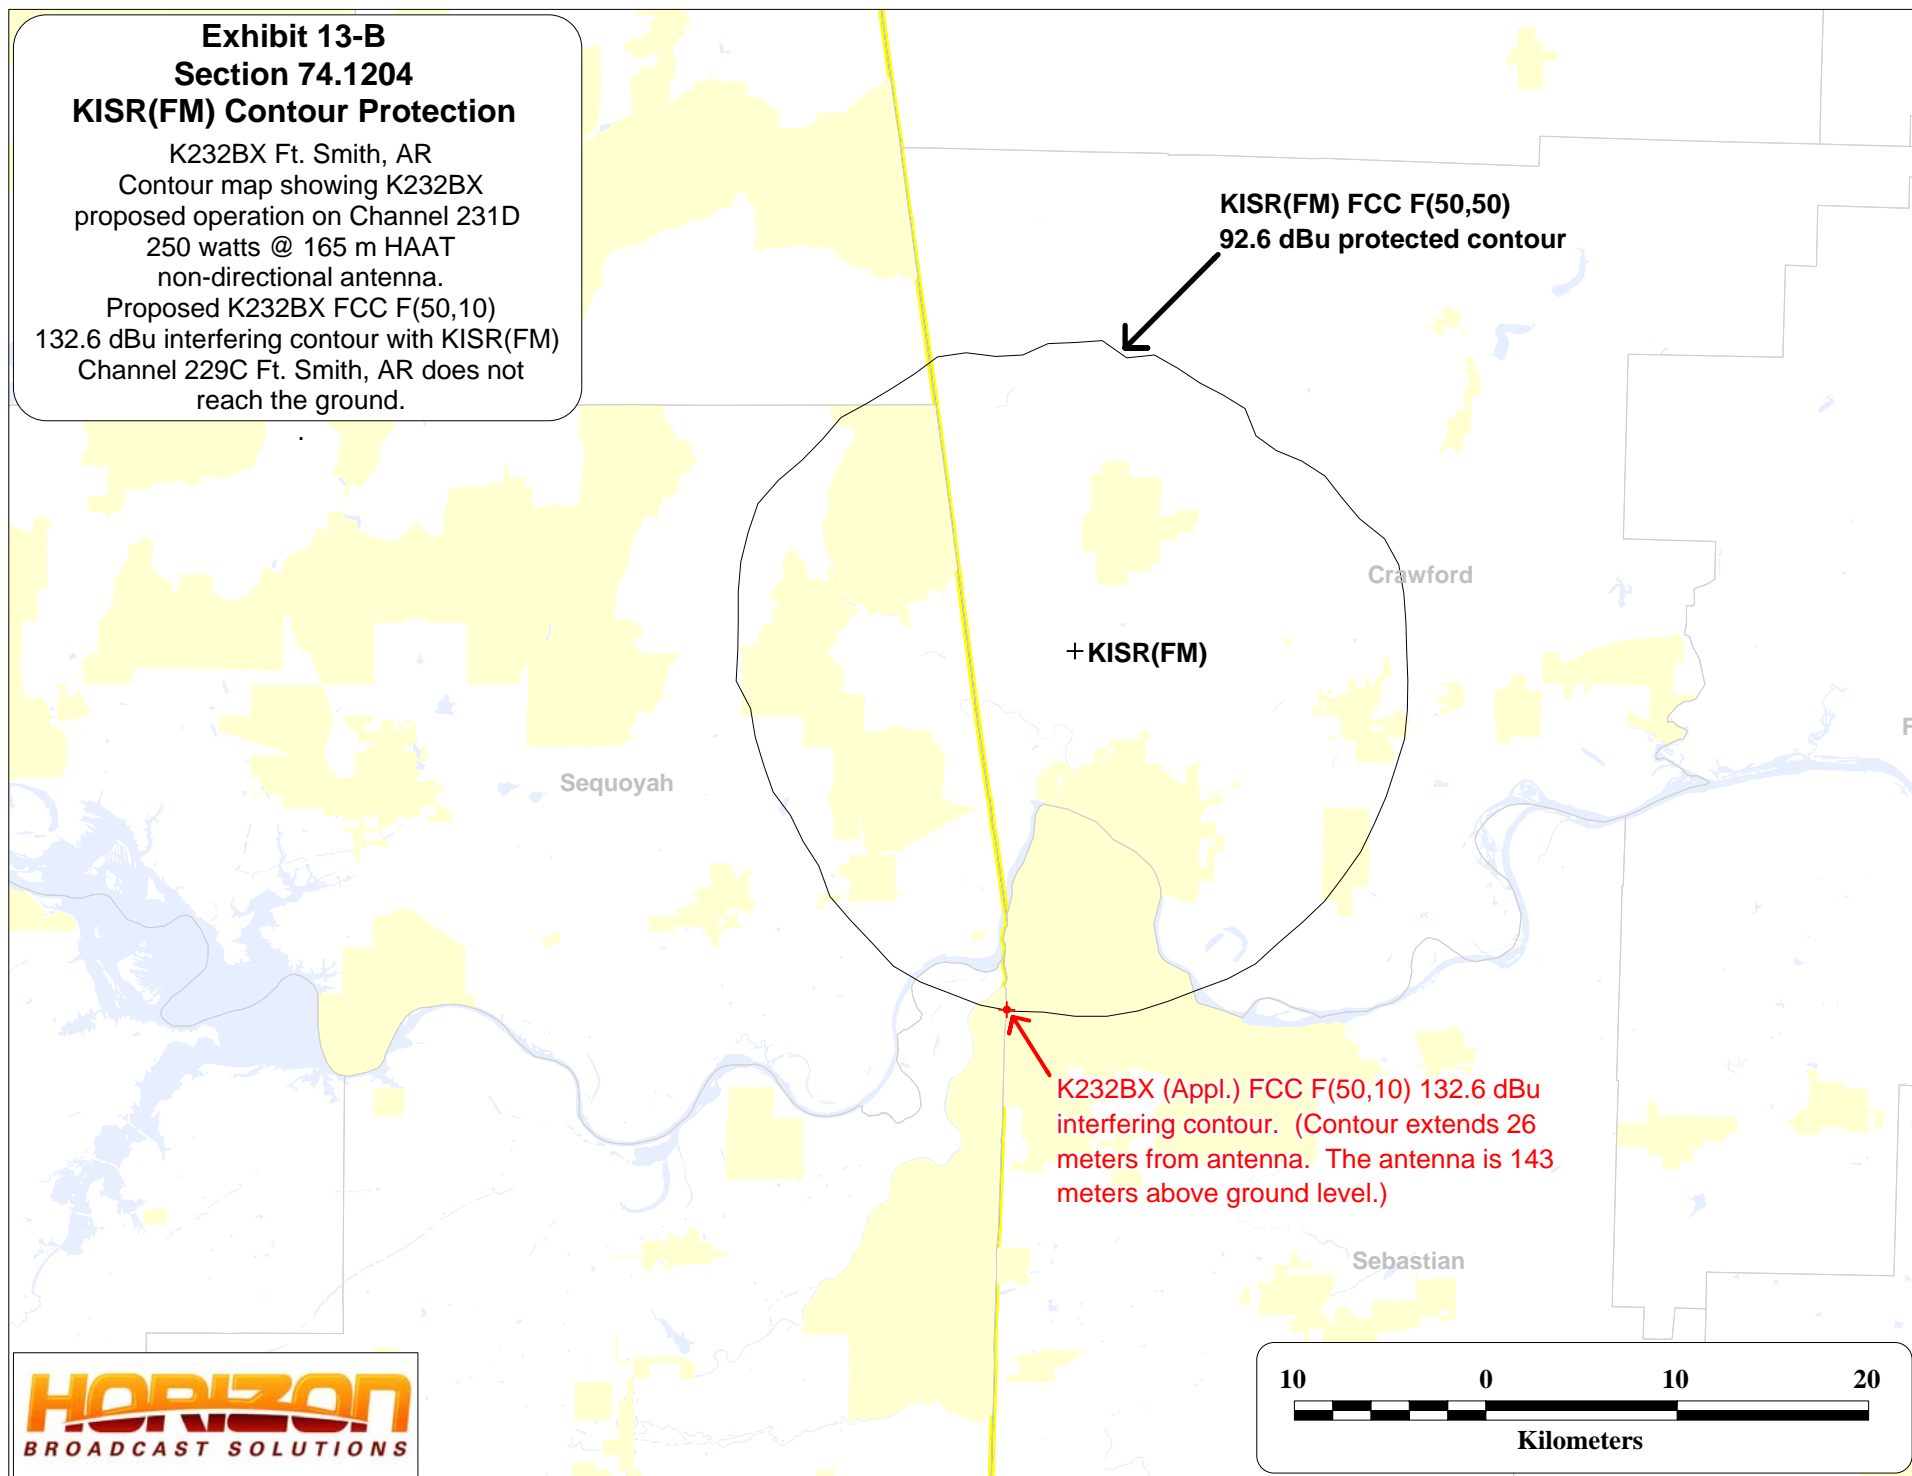 Exhibit 13-B
Section 74.1204
KISR(FM) Contour Protection
K232BX Ft. Smith, AR
Contour map showing K232BX
proposed operation on Channel 231D
250 watts @ 165 m HAAT
non-directional antenna.
Proposed K232BX FCC F(50,10)
132.6 dBu interfering contour with KISR(FM)
Channel 229C Ft. Smith, AR does not
reach the ground.
.
KISR(FM) FCC F(50,50)
92.6 dBu protected contour
Crawford
KISR(FM)
F
Sequoyah
K232BX (Appl.) FCC F(50,10) 132.6 dBu
interfering contour.  (Contour extends 26
meters from antenna.  The antenna is 143
meters above ground level.)
Sebastian
HORIZON
BROADCAST SOLUTIONS
10 0 10 20
Kilometers